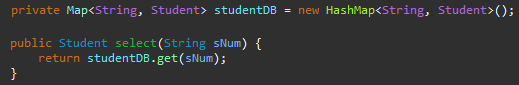 private Map<String, Student> studentDB = new HashMap<String, Student>();
public Student select(String sNum) {
return studentDB.get(sNum);
}